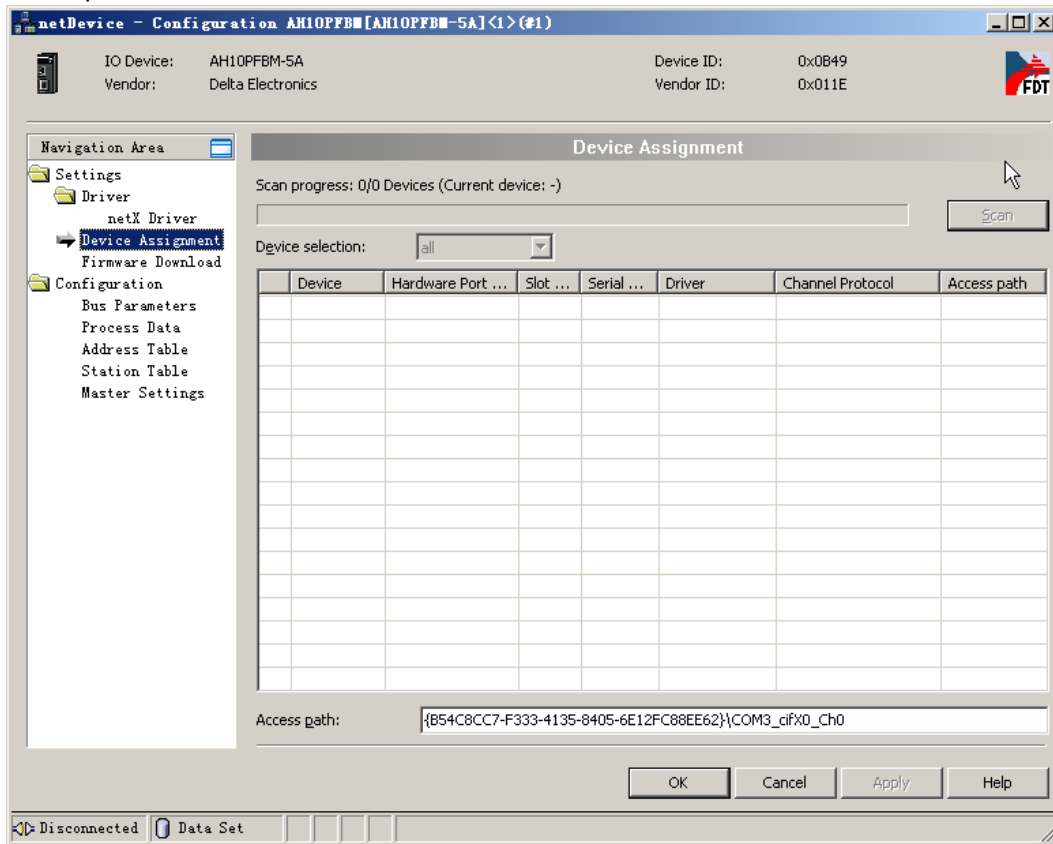 netDevice - Configuration AH10PFBM[AH10PFBM-5A]<1>(#1)
IO Device: AH10PFBM-5A Device ID: 0x0B49
Vendor: Delta Electronics Vendor ID: 0x011E
FDT
Navigation Area
Settings
Driver
netX Driver
Device Assignment
Firmware Download
Configuration
Bus Parameters
Process Data
Address Table
Station Table
Master Settings
Device Assignment
Scan progress: 0/0 Devices (Current device: -)
Scan
Device selection: all
Device Hardware Port ... Slot ... Serial ... Driver Channel Protocol Access path
Access path: {B54C8CC7-F333-4135-8405-6E12FC88EE62}\COM3_cifX0_Ch0
OK Cancel Apply Help
Disconnected Data Set